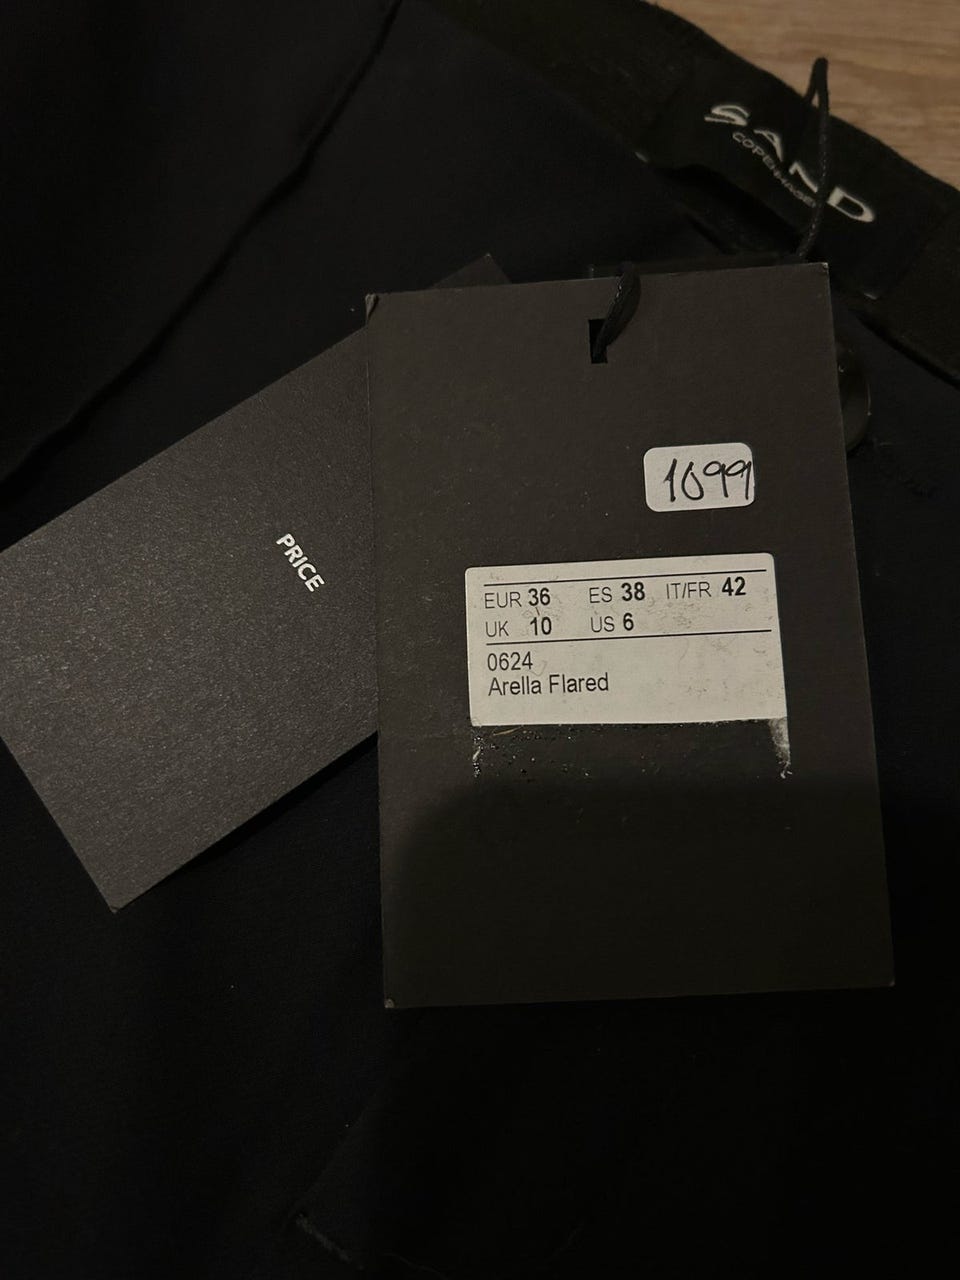 SAND
COPENHAGEN
PRICE
1099
EUR 36 ES 38 IT/FR 42
UK 10 US 6
0624
Arella Flared